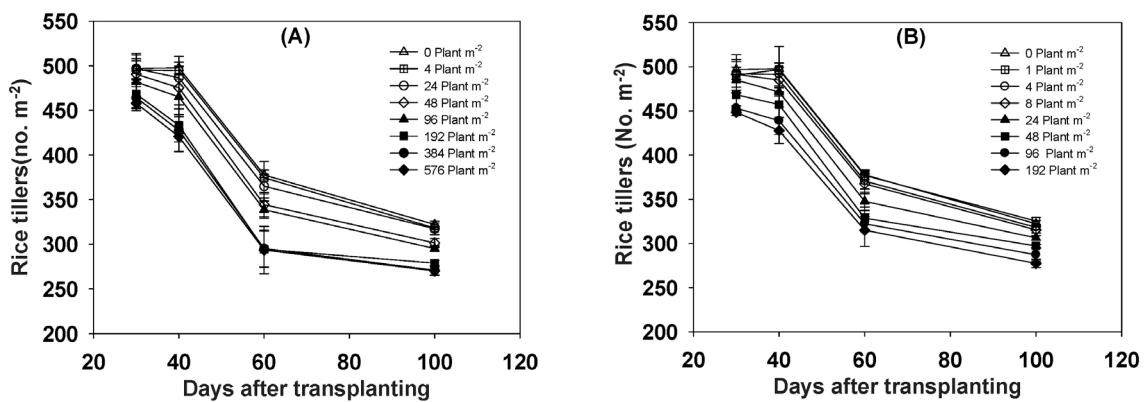 (A)
550
500
450
400
350
300
250
200
20 40 60 80 100 120
Rice tillers(no. m-2)
Days after transplanting
0 Plant m-2
4 Plant m-2
24 Plant m-2
48 Plant m-2
96 Plant m-2
192 Plant m-2
384 Plant m-2
576 Plant m-2
(B)
550
500
450
400
350
300
250
200
20 40 60 80 100 120
Rice tillers (No. m-2)
Days after transplanting
0 Plant m-2
1 Plant m-2
4 Plant m-2
8 Plant m-2
24 Plant m-2
48 Plant m-2
96 Plant m-2
192 Plant m-2